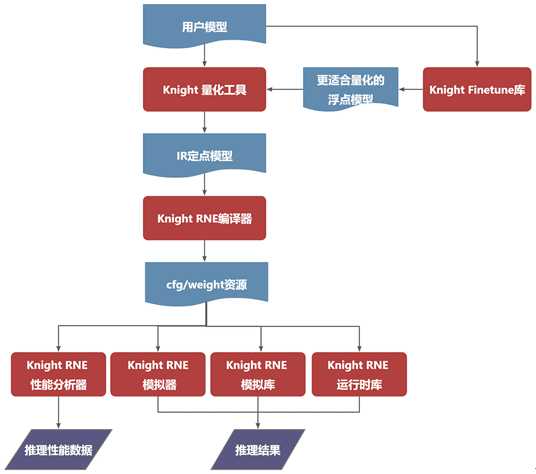 用户模型
Knight 量化工具
更适合量化的
浮点模型
Knight Finetune库
IR定点模型
Knight RNE编译器
cfg/weight资源
Knight RNE
性能分析器
Knight RNE
模拟器
Knight RNE
模拟库
Knight RNE
运行时库
推理性能数据
推理结果